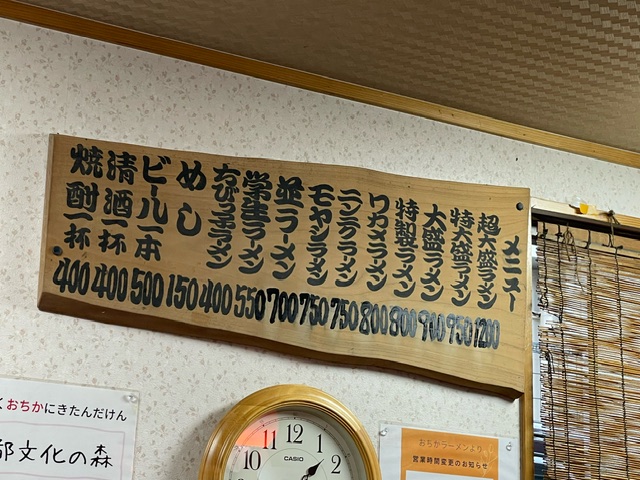 メニュー
超大盛ラーメン 1200
特大盛ラーメン 950
大盛ラーメン 900
特製ラーメン 800
ワカメラーメン 800
ニンニクラーメン 750
モヤシラーメン 750
並ラーメン 700
学生ラーメン 550
ちびっ子ラーメン 400
めし 150
ビール一本 500
清酒一杯 400
焼酎一杯 400
くおちかにきたんだけん
部文化の森
12
1
2
11
10
CASIO
おちかラーメンより
営業時間変更のお知らせ